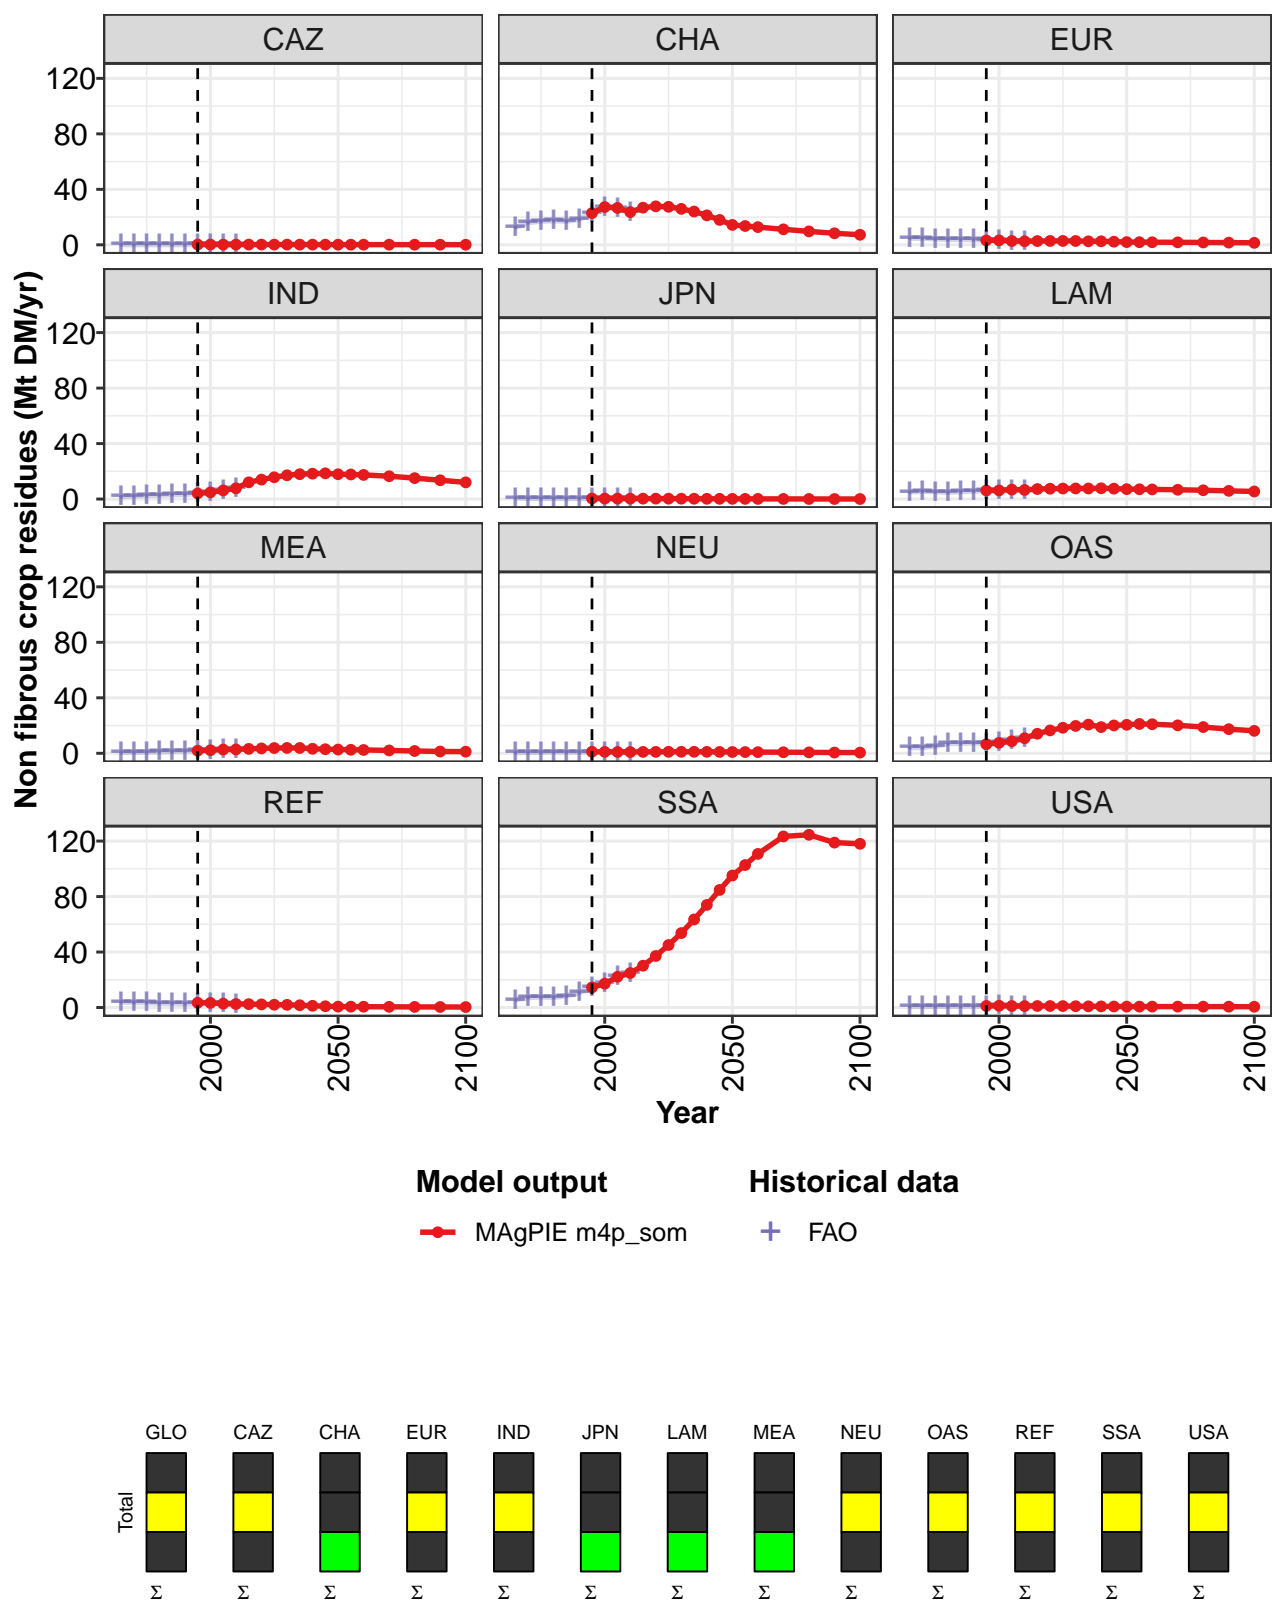 CAZ CHA EUR
120
80
40
0
IND JPN LAM
120
80
40
0
MEA NEU OAS
120
80
40
0
REF SSA USA
120
80
40
0
2000 2050 2100 2000 2050 2100 2000 2050 2100
Non fibrous crop residues (Mt DM/yr)
Year
Model output Historical data
MAgPIE m4p_som FAO
GLO CAZ CHA EUR IND JPN LAM MEA NEU OAS REF SSA USA
Total
Σ Σ Σ Σ Σ Σ Σ Σ Σ Σ Σ Σ Σ